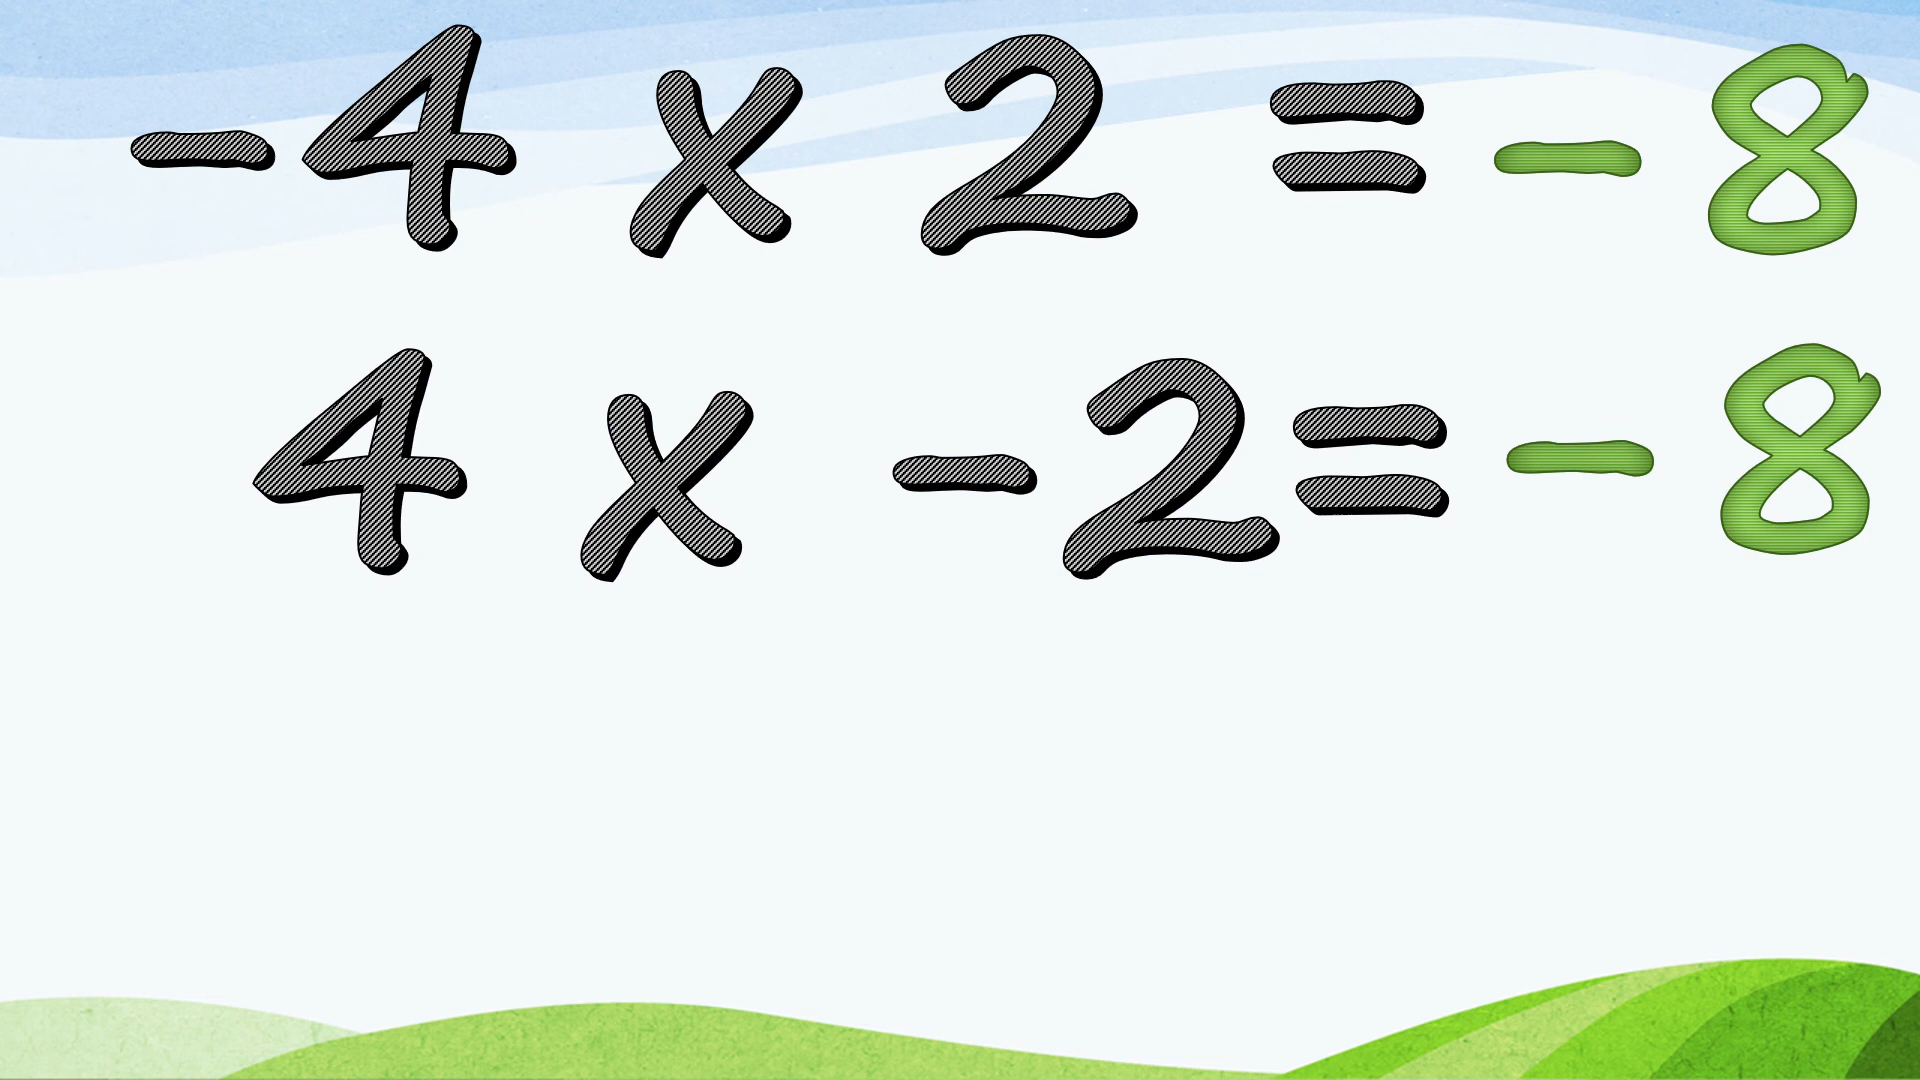 -4 x 2 = -8
4 x -2 = -8